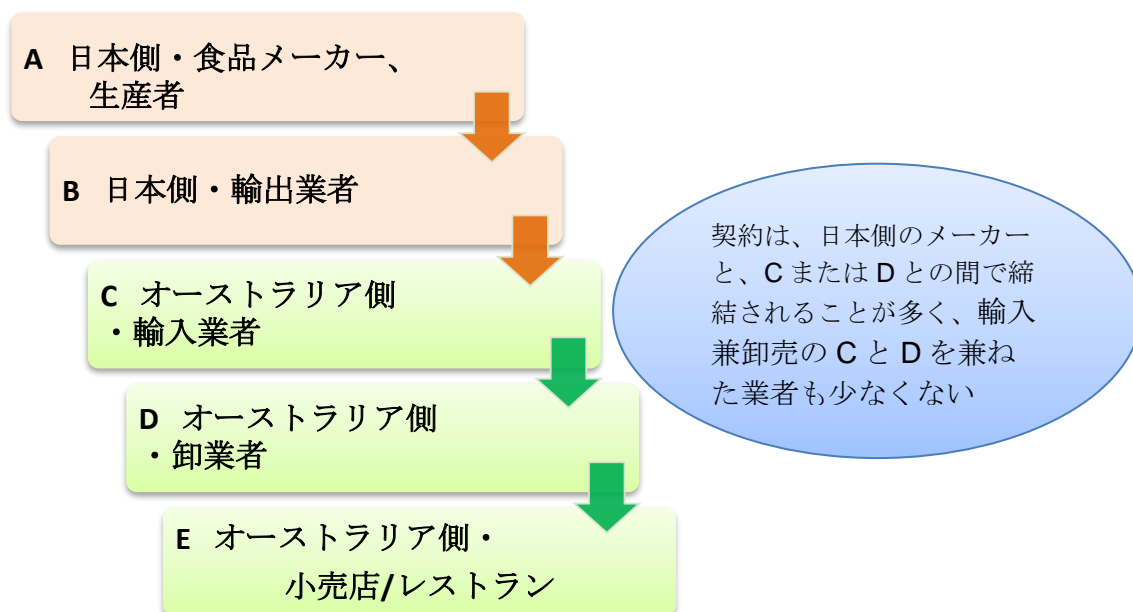 A 日本側・食品メーカー、
生産者
B 日本側・輸出業者
C オーストラリア側
・輸入業者
D オーストラリア側
・卸業者
E オーストラリア側・
小売店/レストラン
契約は、日本側のメーカー
と、C または D との間で締
結されることが多く、輸入
兼卸売の C と D を兼ね
た業者も少なくない